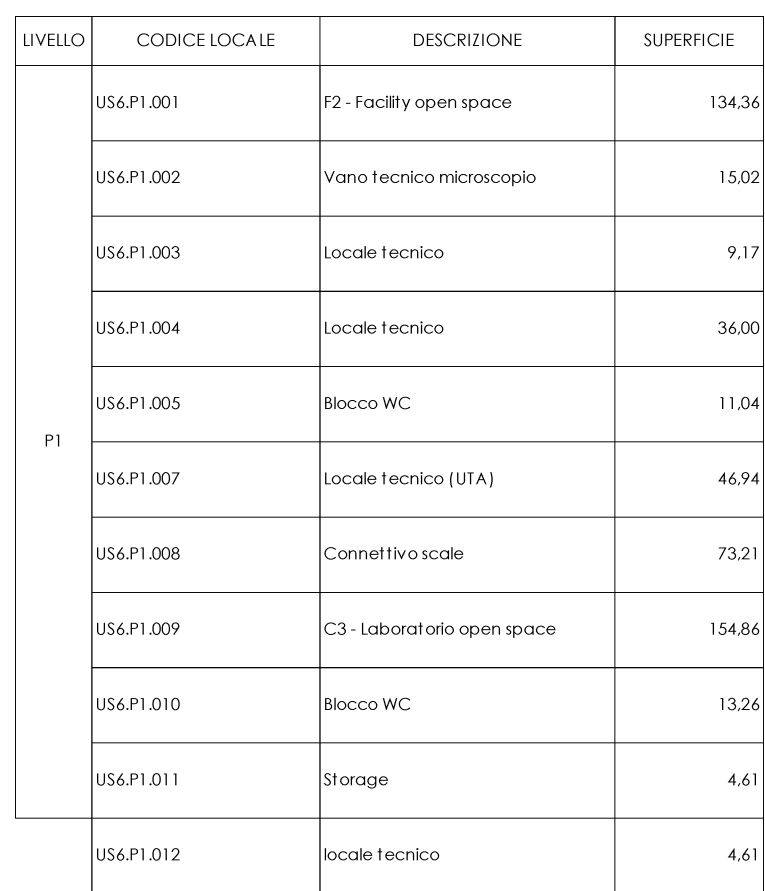 LIVELLO CODICE LOCALE DESCRIZIONE SUPERFICIE
US6.P1.001 F2 - Facility open space 134,36
US6.P1.002 Vano tecnico microscopio 15,02
US6.P1.003 Locale tecnico 9,17
US6.P1.004 Locale tecnico 36,00
US6.P1.005 Blocco WC 11,04
P1
US6.P1.007 Locale tecnico (UTA) 46,94
US6.P1.008 Connettivo scale 73,21
US6.P1.009 C3 - Laboratorio open space 154,86
US6.P1.010 Blocco WC 13,26
US6.P1.011 Storage 4,61
US6.P1.012 locale tecnico 4,61